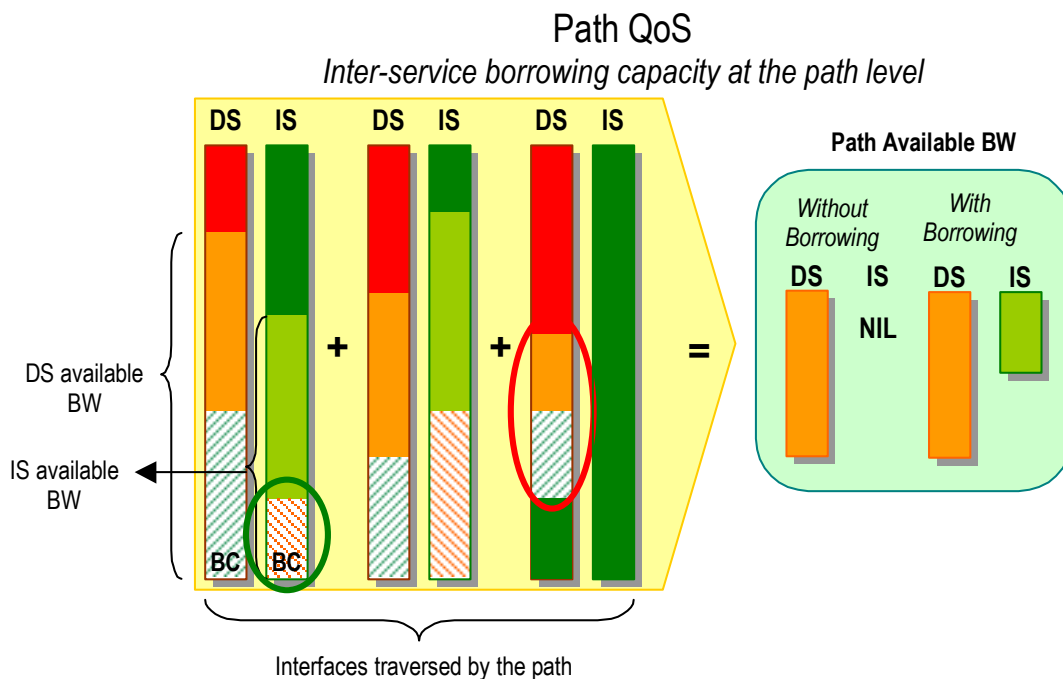 Path QoS
Inter-service borrowing capacity at the path level
DS IS DS IS DS IS
Path Available BW
Without
Borrowing
With
Borrowing
DS IS DS IS
NIL
+ + =
DS available
BW
IS available
BW
BC BC
Interfaces traversed by the path